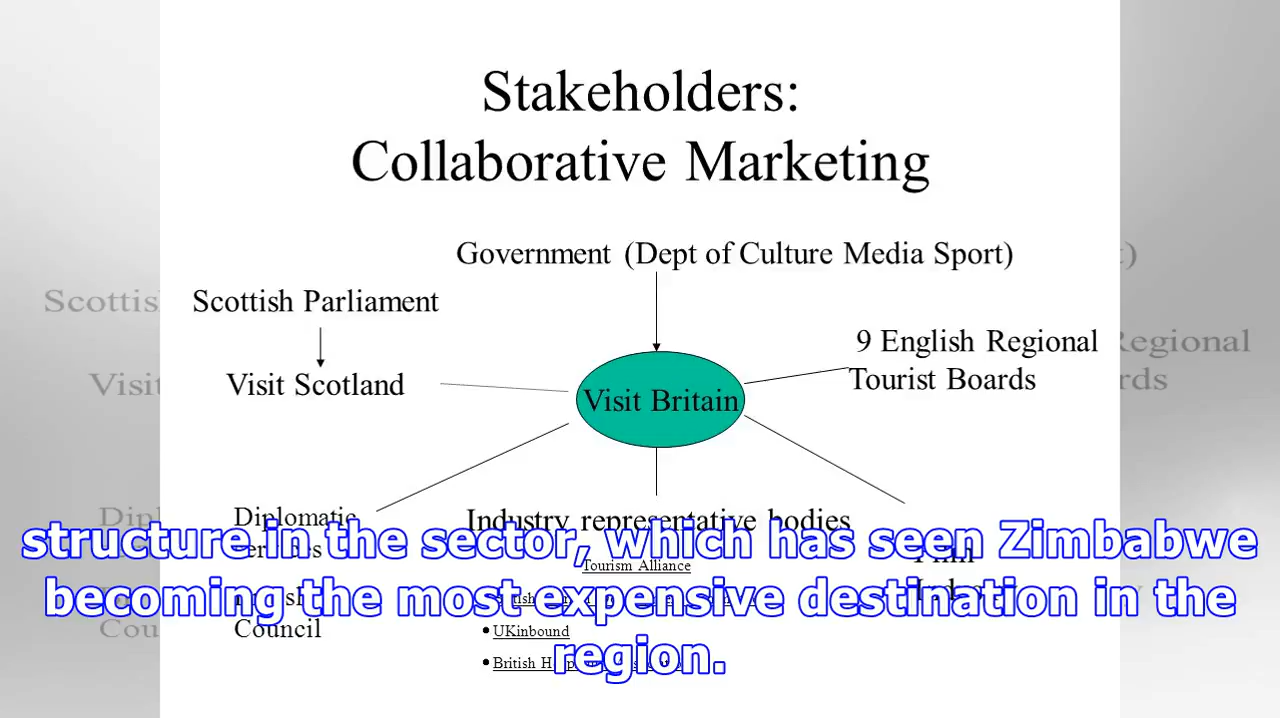 Stakeholders:
Collaborative Marketing
Government (Dept of Culture Media Sport)
Scottish Parliament
9 English Regional
Tourist Boards
Visit Scotland
Visit Britain
Diplomatic
Industry representative bodies
Tourism Alliance
Council
• UKinbound
• British
structure in the sector, which has seen Zimbabwe
becoming the most expensive destination in the
region.